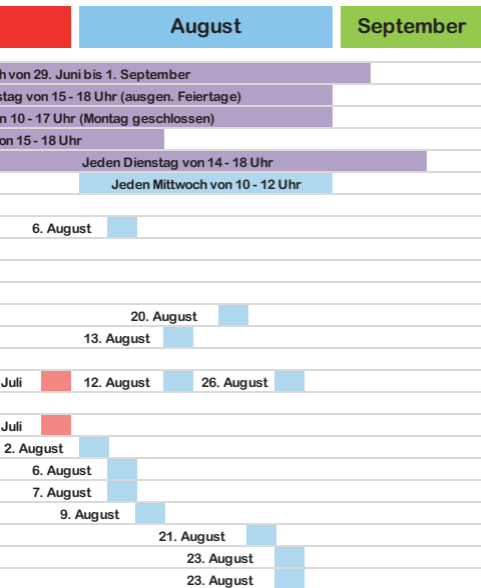 August September
h von 29. Juni bis 1. September
stag von 15 - 18 Uhr (ausgen. Feiertage)
n 10 - 17 Uhr (Montag geschlossen)
on 15 - 18 Uhr
Jeden Dienstag von 14 - 18 Uhr
Jeden Mittwoch von 10 - 12 Uhr
6. August
20. August
13. August
Juli 12. August 26. August
Juli
2. August
6. August
7. August
9. August
21. August
23. August
23. August